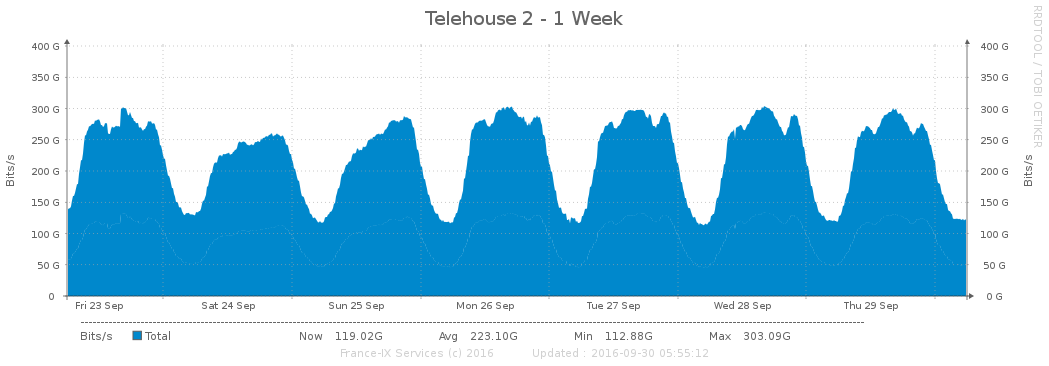 Telehouse 2 - 1 Week
RRDTOOL / TOBI OETIKER
Bits/s
400 G
350 G
300 G
250 G
200 G
150 G
100 G
50 G
0
400 G
350 G
300 G
250 G
200 G
150 G
100 G
50 G
0 G
Bits/s
Fri 23 Sep Sat 24 Sep Sun 25 Sep Mon 26 Sep Tue 27 Sep Wed 28 Sep Thu 29 Sep
Bits/s Total Now 119.02G Avg 223.10G Min 112.88G Max 303.09G
France-IX Services (c) 2016 Updated : 2016-09-30 05:55:12